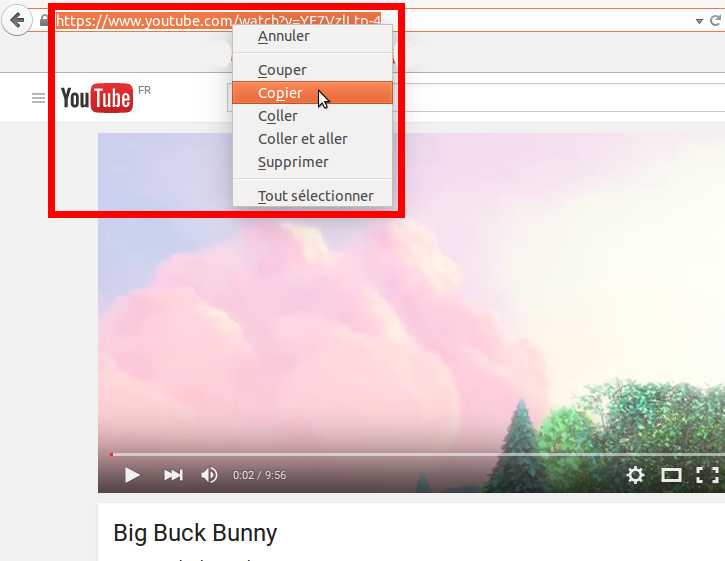 https://www.youtube.com/watch?v=YE7VzlLtp-4
Annuler
Couper
Copier
Coller
Coller et aller
Supprimer
Tout sélectionner
YouTube FR
0:02 / 9:56
Big Buck Bunny